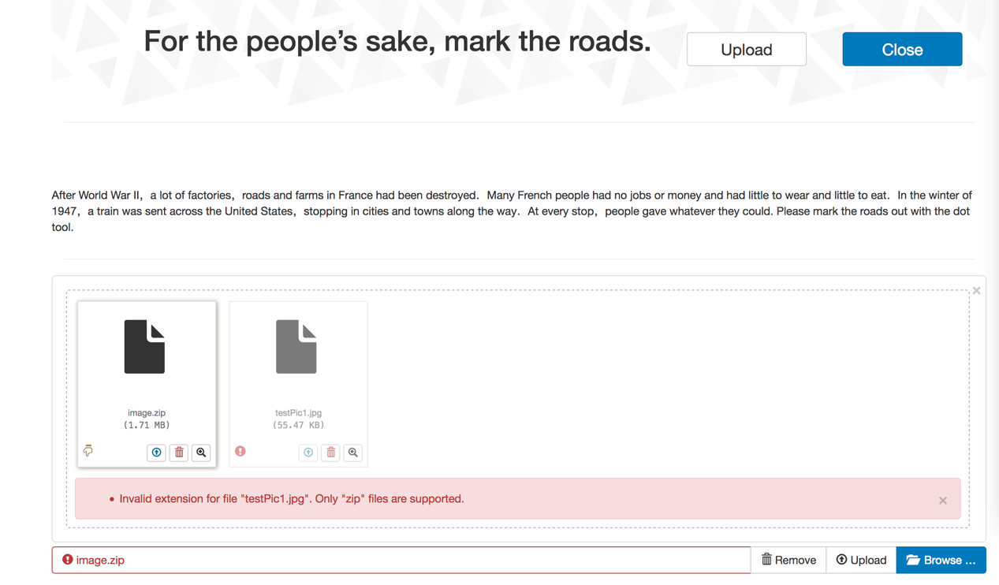 For the people’s sake, mark the roads.
Upload
Close
After World War II，a lot of factories，roads and farms in France had been destroyed．Many French people had no jobs or money and had little to wear and little to eat．In the winter of
1947，a train was sent across the United States，stopping in cities and towns along the way．At every stop，people gave whatever they could. Please mark the roads out with the dot
tool.
image.zip
(1.71 MB)
testPic1.jpg
(55.47 KB)
Invalid extension for file "testPic1.jpg". Only "zip" files are supported.
image.zip
Remove
Upload
Browse ...